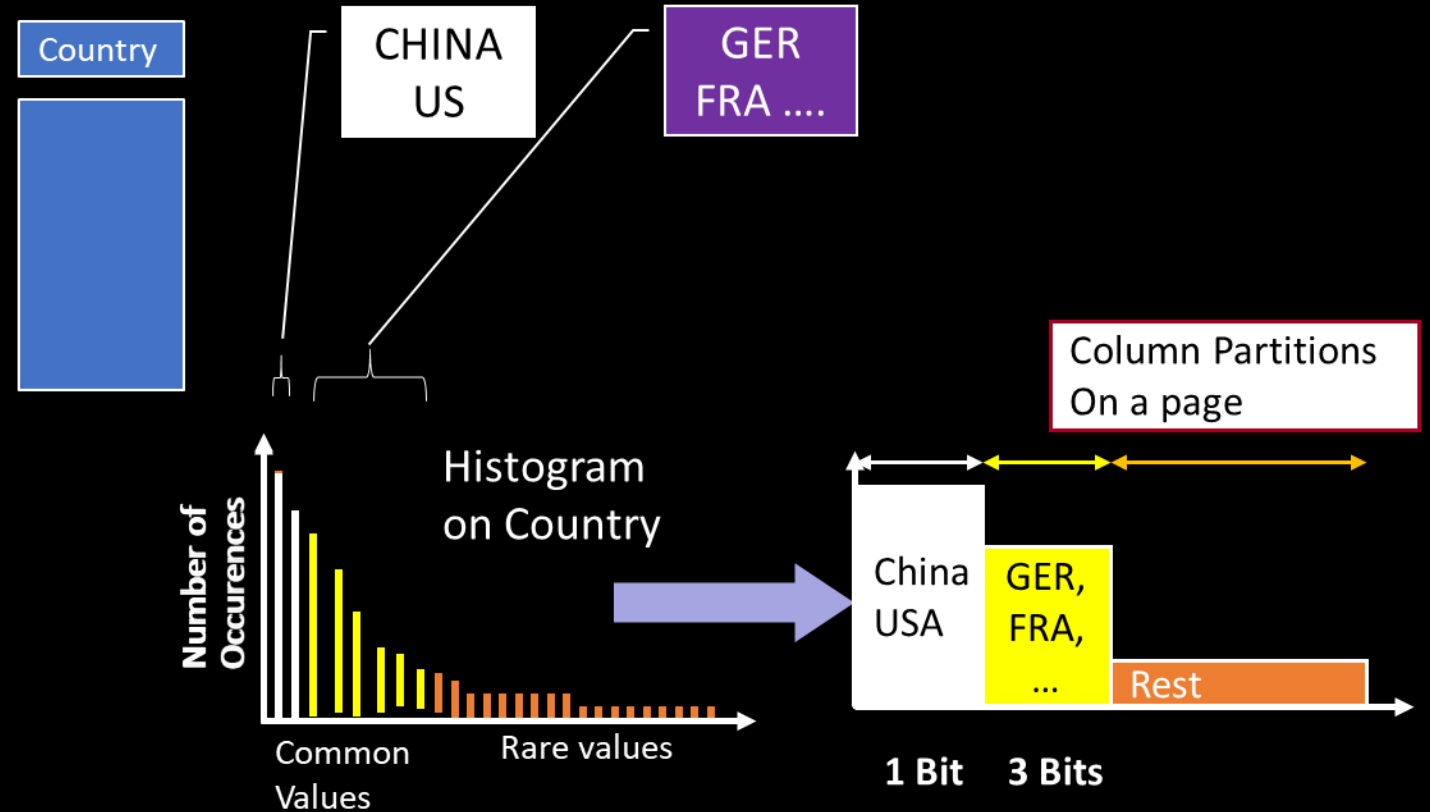 Country
CHINA
US
GER
FRA ....
Column Partitions
On a page
Histogram
on Country
Number of
Occurences
Common
Values
Rare values
China
USA
GER,
FRA,
...
Rest
1 Bit
3 Bits